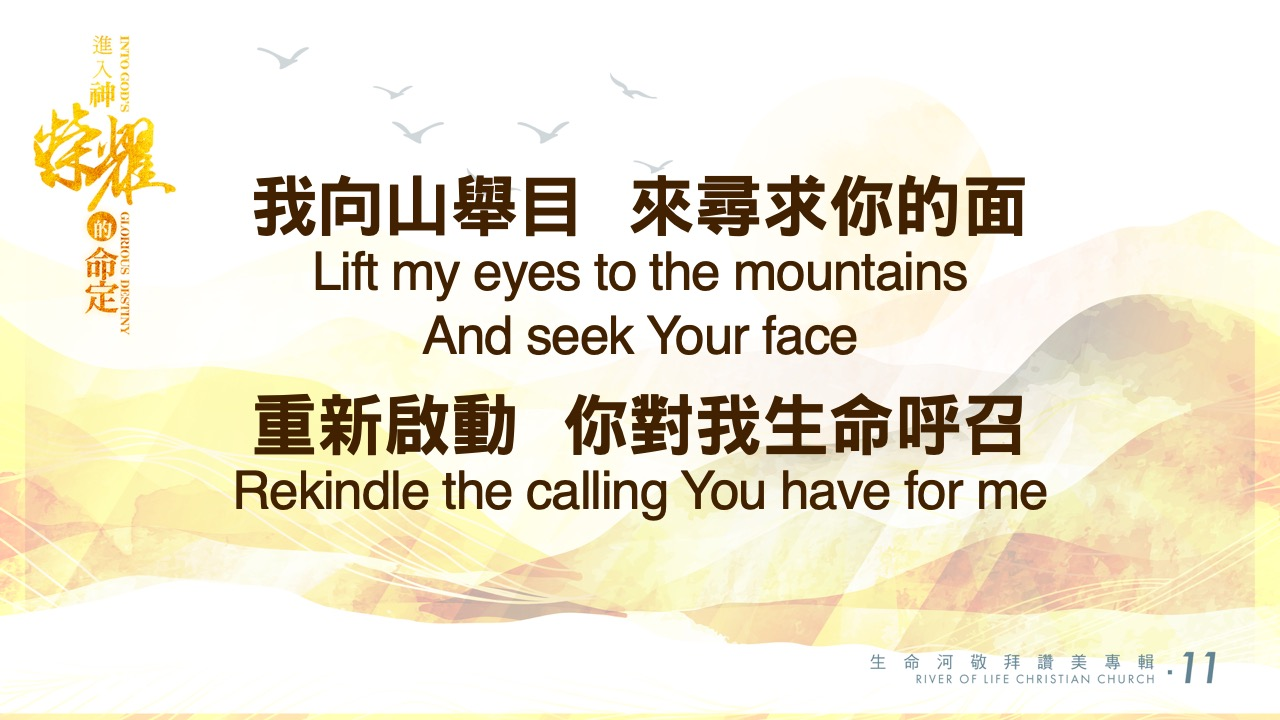 進入神
榮耀
的
命定
INTO GOD'S
GLORIOUS DESTINY
我向山舉目 來尋求你的面
Lift my eyes to the mountains
And seek Your face
重新啟動 你對我生命呼召
Rekindle the calling You have for me
生命河敬拜讚美專輯
RIVER OF LIFE CHRISTIAN CHURCH
·11